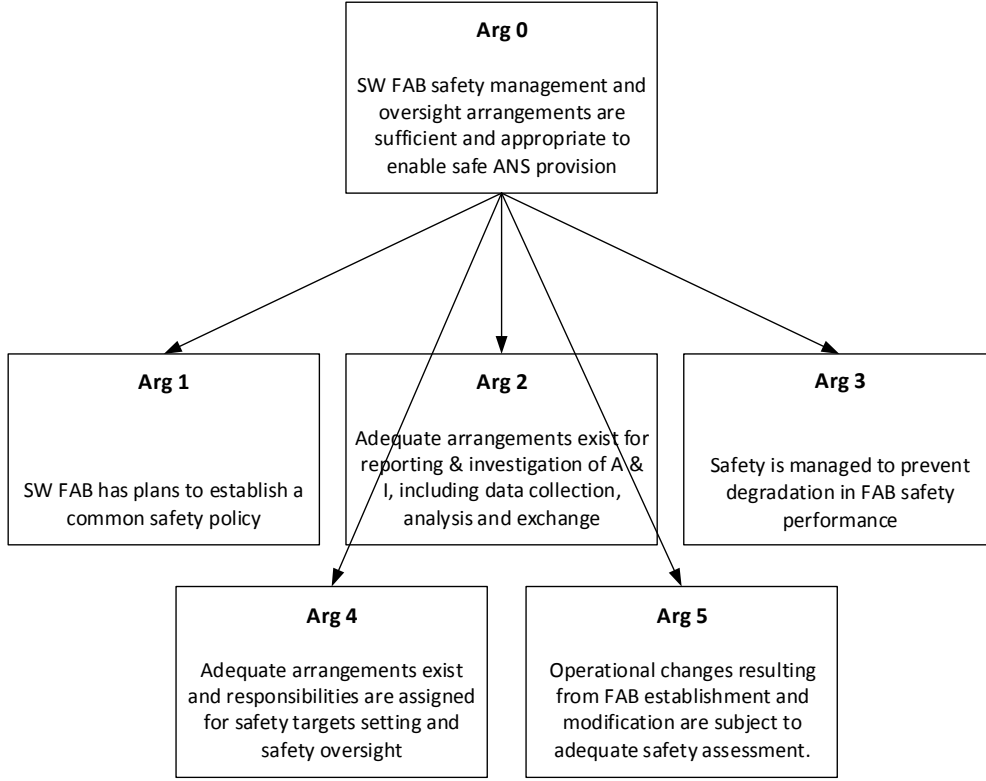 Arg 0
SW FAB safety management and
oversight arrangements are
sufficient and appropriate to
enable safe ANS provision
Arg 1
SW FAB has plans to establish a
common safety policy
Arg 2
Adequate arrangements exist for
reporting & investigation of A &
I, including data collection,
analysis and exchange
Arg 3
Safety is managed to prevent
degradation in FAB safety
performance
Arg 4
Adequate arrangements exist
and responsibilities are assigned
for safety targets setting and
safety oversight
Arg 5
Operational changes resulting
from FAB establishment and
modification are subject to
adequate safety assessment.